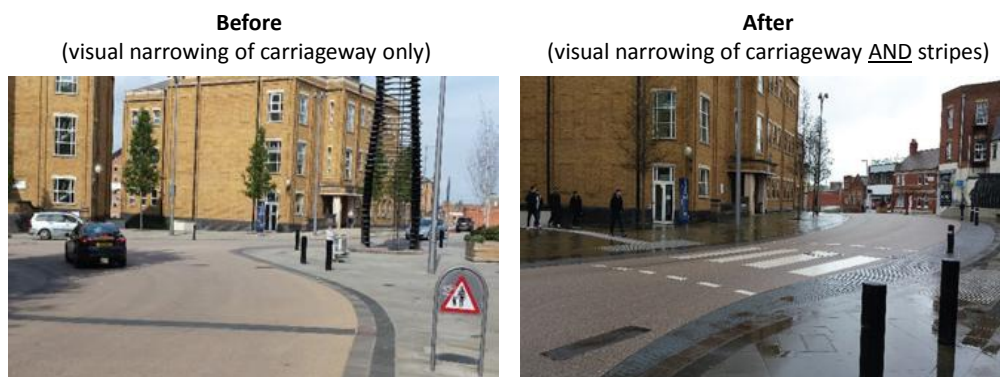 Before
(visual narrowing of carriageway only)
After
(visual narrowing of carriageway AND stripes)